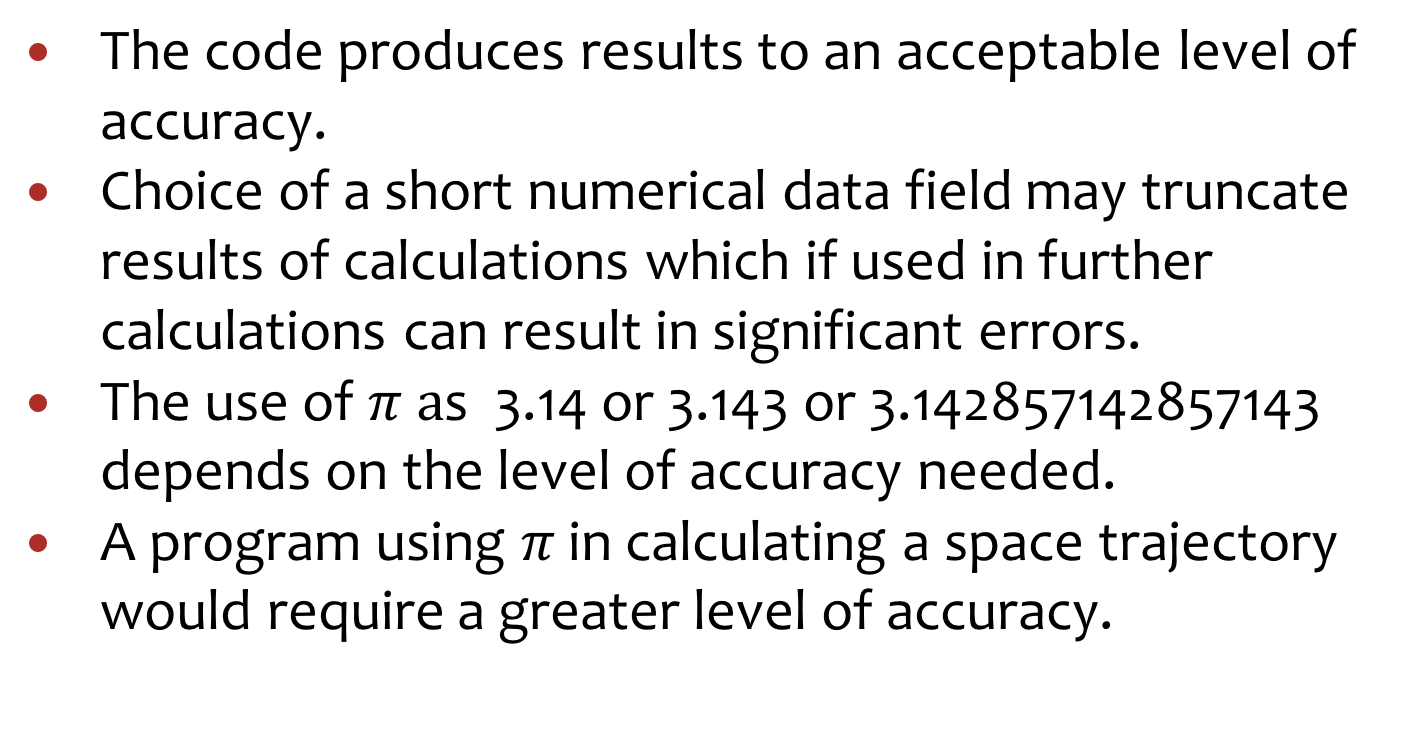 • The code produces results to an acceptable level of
accuracy.
• Choice of a short numerical data field may truncate
results of calculations which if used in further
calculations can result in significant errors.
• The use of π as 3.14 or 3.143 or 3.142857142857143
depends on the level of accuracy needed.
• A program using π in calculating a space trajectory
would require a greater level of accuracy.